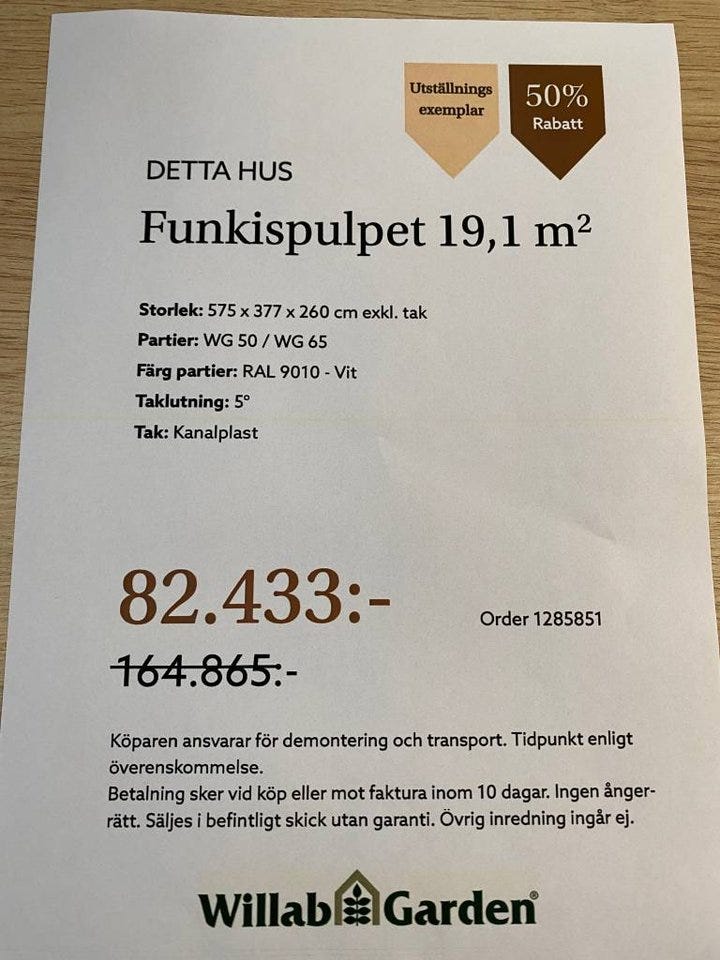 Utställnings
exemplar
50%
Rabatt
DETTA HUS
Funkispulpet 19,1 m²
Storlek: 575 x 377 x 260 cm exkl. tak
Partier: WG 50 / WG 65
Färg partier: RAL 9010 - Vit
Taklutning: 5°
Tak: Kanalplast
82.433:-
Order 1285851
164.865:-
Köparen ansvarar för demontering och transport. Tidpunkt enligt
överenskommelse.
Betalning sker vid köp eller mot faktura inom 10 dagar. Ingen ånger-
rätt. Säljes i befintligt skick utan garanti. Övrig inredning ingår ej.
Willab Garden®